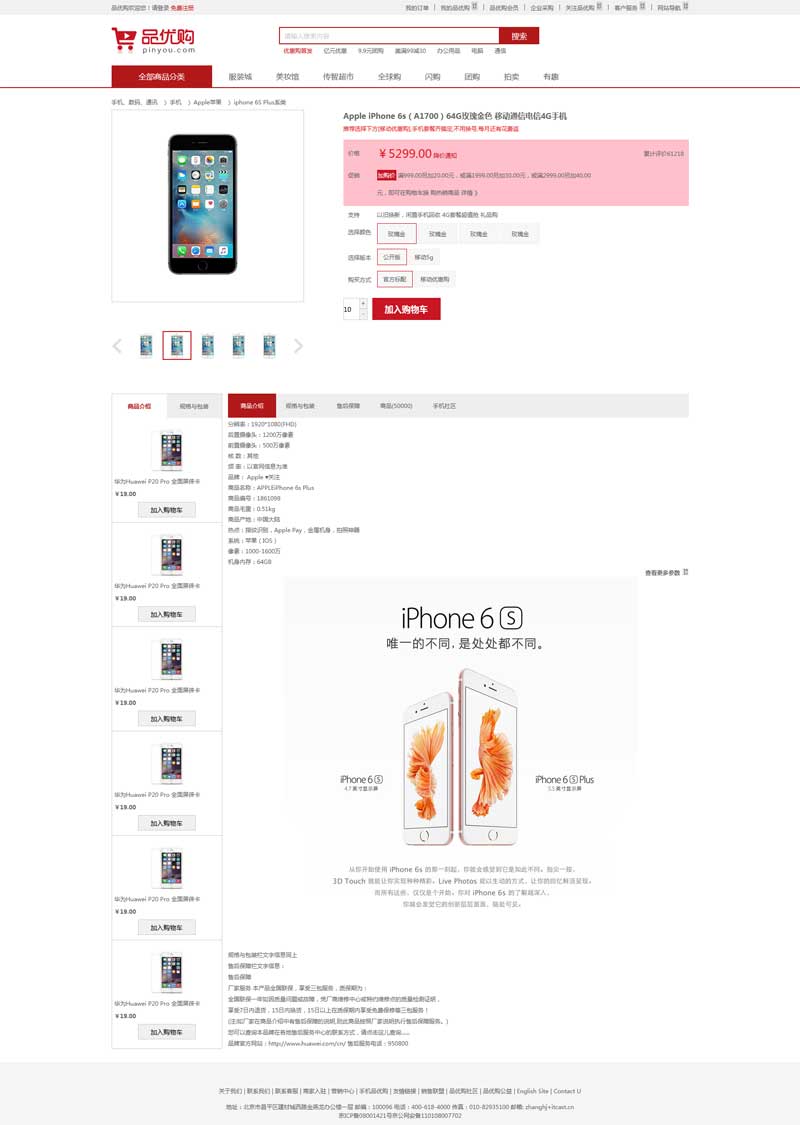 品优购欢迎您！请登录 免费注册
我的订单 | 我的品优购 | 品优购会员 | 企业采购 | 关注品优购 | 客户服务 | 网站导航
品优购
pinyou.com
请输入搜索内容
搜索
优惠购首发 亿元优惠 9.9元团购 每满99减30 办公用品 电脑 通信
全部商品分类 服装城 美妆馆 传智超市 全球购 闪购 团购 拍卖 有趣
手机、数码、通讯 〉手机 〉Apple苹果 〉iphone 6S Plus系类
Apple iPhone 6s（A1700）64G玫瑰金色 移动通信电信4G手机
推荐选择下方[移动优惠购],手机套餐齐搞定,不用换号,每月还有花费返
价格 ￥5299.00 降价通知 累计评价61218
促销 加购价 满999.00另加20.00元，或满1999.00另加30.00元，或满2999.00另加40.00
元，即可在购物车换 购热销商品 详情 》
支持 以旧换新，闲置手机回收 4G套餐超值抢 礼品购
选择颜色 玫瑰金 玫瑰金 玫瑰金 玫瑰金
选择版本 公开版 移动5g
购买方式 官方标配 移动优惠购
10 + - 加入购物车
商品介绍 规格与包装
商品介绍 规格与包装 售后保障 商品(50000) 手机社区
华为Huawei P20 Pro 全面屏徕卡
￥19.00
加入购物车
华为Huawei P20 Pro 全面屏徕卡
￥19.00
加入购物车
华为Huawei P20 Pro 全面屏徕卡
￥19.00
加入购物车
华为Huawei P20 Pro 全面屏徕卡
￥19.00
加入购物车
华为Huawei P20 Pro 全面屏徕卡
￥19.00
加入购物车
华为Huawei P20 Pro 全面屏徕卡
￥19.00
加入购物车
分辨率：1920*1080(FHD)
后置摄像头：1200万像素
前置摄像头：500万像素
核 数：其他
频 率：以官网信息为准
品牌： Apple ♥关注
商品名称：APPLEiPhone 6s Plus
商品编号：1861098
商品毛重：0.51kg
商品产地：中国大陆
热点：指纹识别，Apple Pay，金属机身，拍照神器
系统：苹果（IOS）
像素：1000-1600万
机身内存：64GB
查看更多参数
iPhone 6 S
唯一的不同，是处处都不同。
iPhone 6 S
4.7 英寸显示屏
iPhone 6 S Plus
5.5 英寸显示屏
从你开始使用 iPhone 6s 的那一刻起，你就会感受到它是如此不同。指尖一按，
3D Touch 就能让你实现种种精彩。Live Photos 能以生动的方式，让你的回忆鲜活呈现。
而所有这些，仅仅是个开始。你对 iPhone 6s 的了解越深入，
你越会发觉它的创新层层面面，随处可见。
规格与包装栏文字信息同上
售后保障栏文字信息：
售后保障
厂家服务 本产品全国联保，享受三包服务，质保期为：
全国联保一年如因质量问题或故障，凭厂商维修中心或特约维修点的质量检测证明，
享受7日内退货，15日内换货，15日以上在质保期内享受免费保修等三包服务！
(注:如厂家在商品介绍中有售后保障的说明,则此商品按照厂家说明执行售后保障服务。)
您可以查询本品牌在各地售后服务中心的联系方式，请点击这儿查询......
品牌官方网站：http://www.huawei.com/cn/ 售后服务电话：950800
关于我们 | 联系我们 | 联系客服 | 商家入驻 | 营销中心 | 手机品优购 | 友情链接 | 销售联盟 | 品优购社区 | 品优购公益 | English Site | Contact U
地址：北京市昌平区建材城西路金燕龙办公楼一层 邮编：100096 电话：400-618-4000 传真：010-82935100 邮箱: zhanghj+itcast.cn
京ICP备08001421号京公网安备110108007702